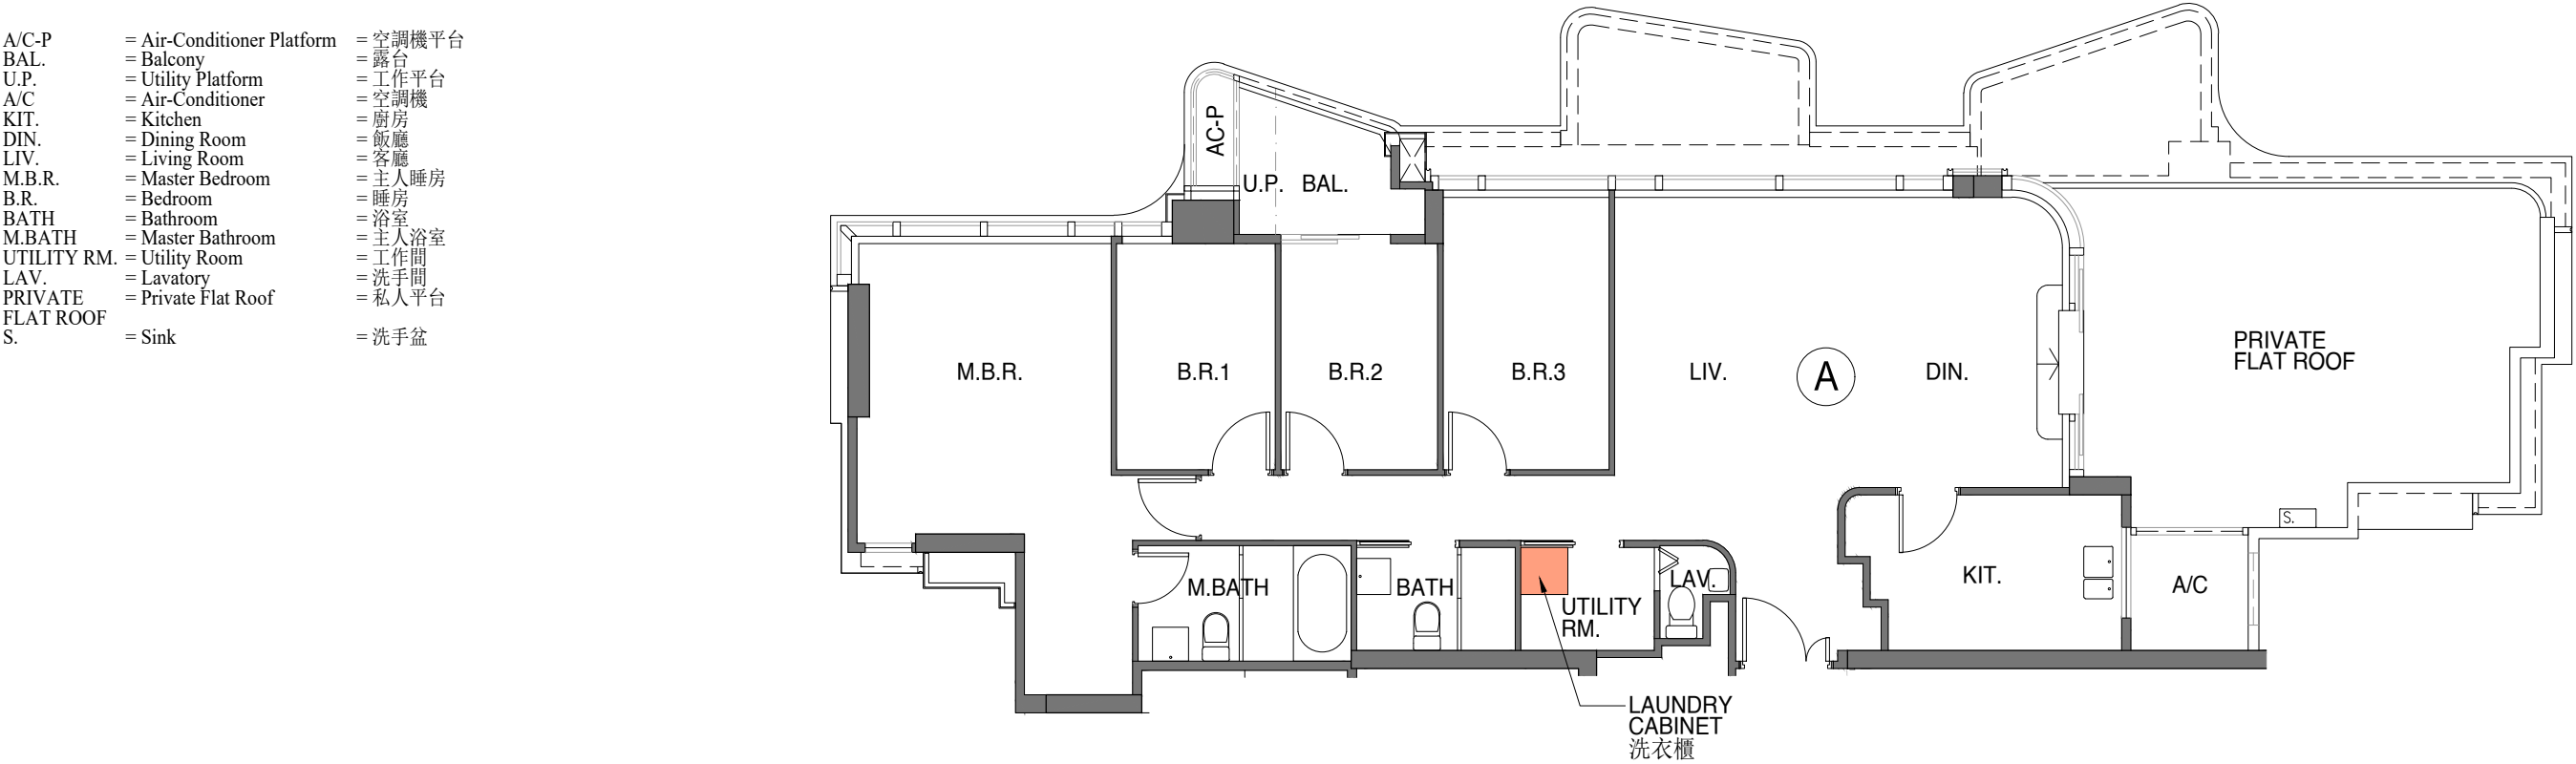 A/C-P = Air-Conditioner Platform = 空調機平台
BAL. = Balcony = 露台
U.P. = Utility Platform = 工作平台
A/C = Air-Conditioner = 空調機
KIT. = Kitchen = 廚房
DIN. = Dining Room = 飯廳
LIV. = Living Room = 客廳
M.B.R. = Master Bedroom = 主人睡房
B.R. = Bedroom = 睡房
BATH = Bathroom = 浴室
M.BATH = Master Bathroom = 主人浴室
UTILITY RM. = Utility Room = 工作間
LAV. = Lavatory = 洗手間
PRIVATE = Private Flat Roof = 私人平台
FLAT ROOF
S. = Sink = 洗手盆
AC-P
U.P. BAL.
M.B.R.
B.R.1
B.R.2
B.R.3
LIV.
A
DIN.
PRIVATE
FLAT ROOF
S.
M.BATH
BATH
UTILITY
RM.
LAV.
KIT.
A/C
LAUNDRY
CABINET
洗衣櫃